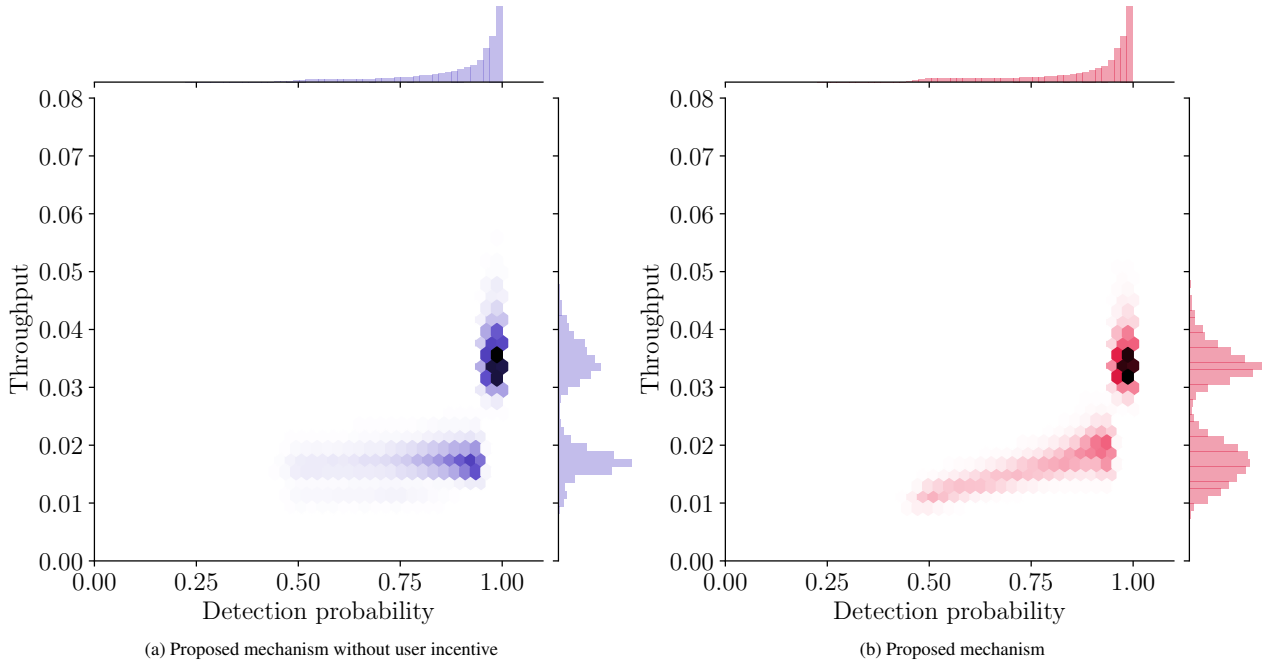 0.08
0.07
0.06
0.05
0.04
0.03
0.02
0.01
0.00
Throughput
0.00 0.25 0.50 0.75 1.00
Detection probability
(a) Proposed mechanism without user incentive
0.08
0.07
0.06
0.05
0.04
0.03
0.02
0.01
0.00
Throughput
0.00 0.25 0.50 0.75 1.00
Detection probability
(b) Proposed mechanism